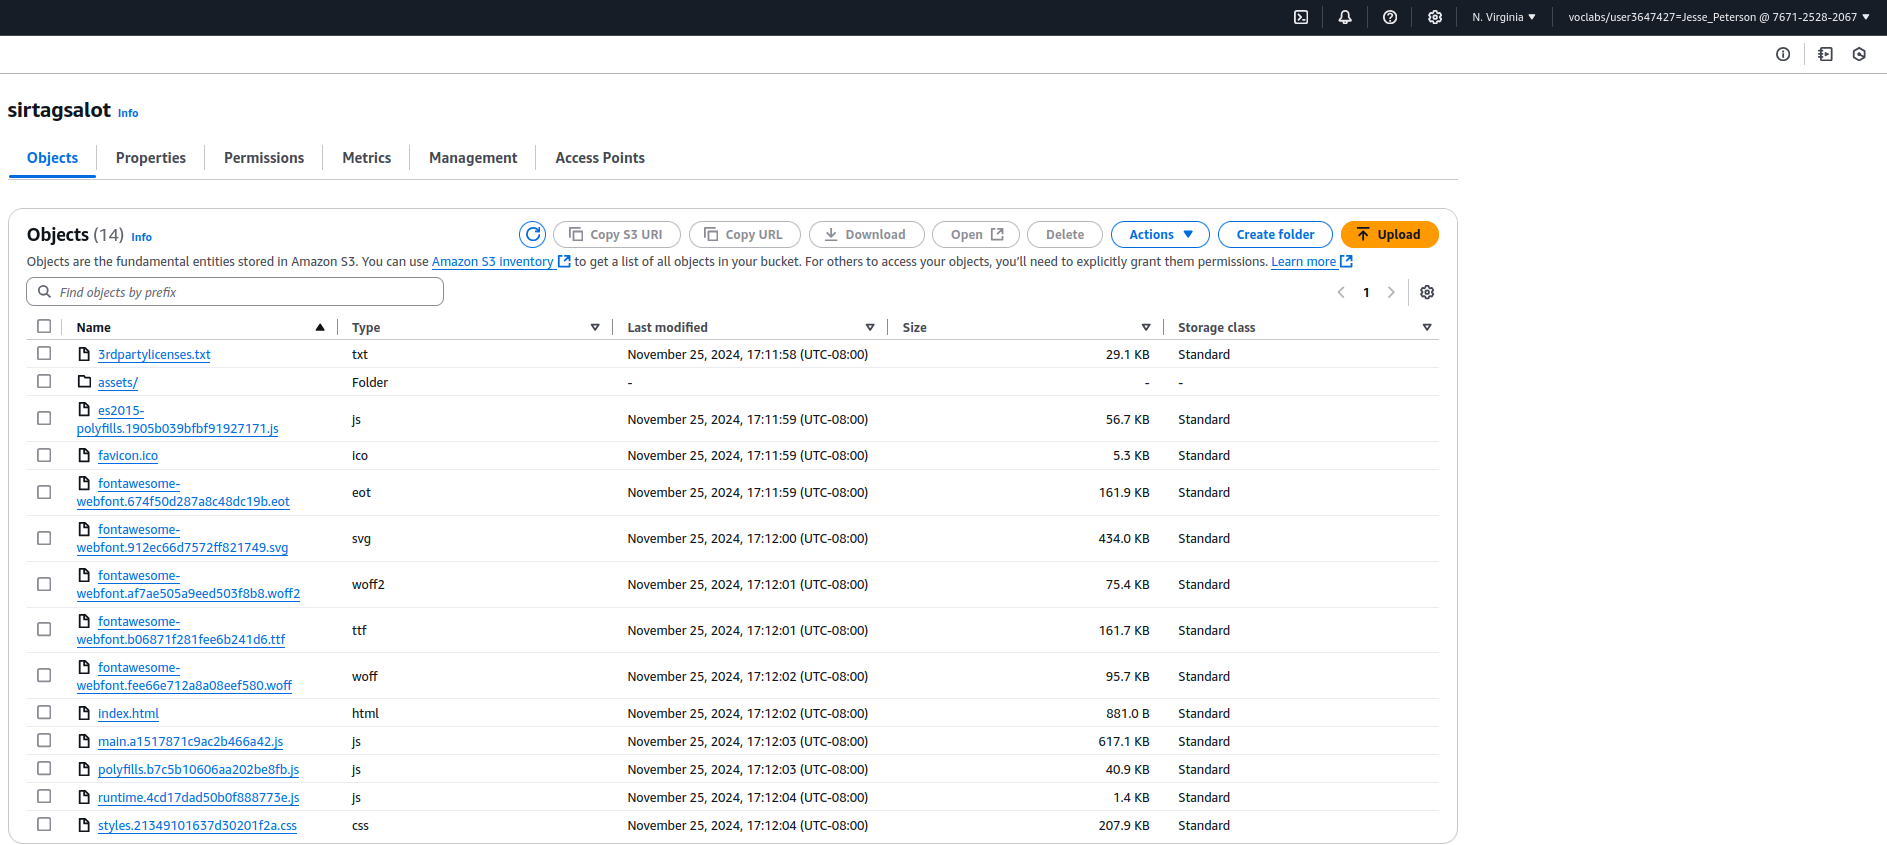 N. Virginia voclabs/user3647427=Jesse_Peterson @ 7671-2528-2067
sirtagsalot Info
Objects Properties Permissions Metrics Management Access Points
Objects (14) Info Copy S3 URI Copy URL Download Open Delete Actions Create folder Upload
Objects are the fundamental entities stored in Amazon S3. You can use Amazon S3 inventory to get a list of all objects in your bucket. For others to access your objects, you'll need to explicitly grant them permissions. Learn more
Find objects by prefix 1
Name Type Last modified Size Storage class
3rdpartylicenses.txt txt November 25, 2024, 17:11:58 (UTC-08:00) 29.1 KB Standard
assets/ Folder - - -
es2015-
polyfills.1905b039bfbf91927171.js js November 25, 2024, 17:11:59 (UTC-08:00) 56.7 KB Standard
favicon.ico ico November 25, 2024, 17:11:59 (UTC-08:00) 5.3 KB Standard
fontawesome-
webfont.674f50d287a8c48dc19b.eot eot November 25, 2024, 17:11:59 (UTC-08:00) 161.9 KB Standard
fontawesome-
webfont.912ec66d7572ff821749.svg svg November 25, 2024, 17:12:00 (UTC-08:00) 434.0 KB Standard
fontawesome-
webfont.af7ae505a9eed503f8b8.woff2 woff2 November 25, 2024, 17:12:01 (UTC-08:00) 75.4 KB Standard
fontawesome-
webfont.b06871f281fee6b241d6.ttf ttf November 25, 2024, 17:12:01 (UTC-08:00) 161.7 KB Standard
fontawesome-
webfont.fee66e712a8a08eef580.woff woff November 25, 2024, 17:12:02 (UTC-08:00) 95.7 KB Standard
index.html html November 25, 2024, 17:12:02 (UTC-08:00) 881.0 B Standard
main.a1517871c9ac2b466a42.js js November 25, 2024, 17:12:03 (UTC-08:00) 617.1 KB Standard
polyfills.b7c5b10606aa202be8fb.js js November 25, 2024, 17:12:03 (UTC-08:00) 40.9 KB Standard
runtime.4cd17dad50b0f888773e.js js November 25, 2024, 17:12:04 (UTC-08:00) 1.4 KB Standard
styles.21349101637d30201f2a.css css November 25, 2024, 17:12:04 (UTC-08:00) 207.9 KB Standard